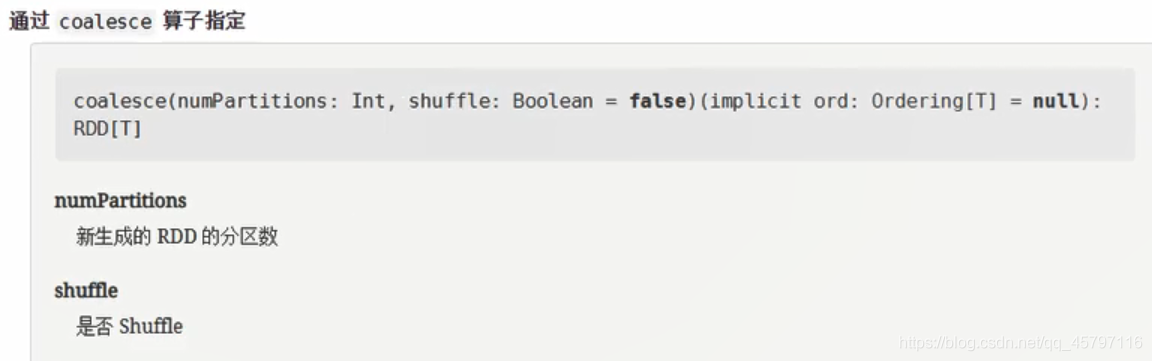 通过 coalesce 算子指定
coalesce(numPartitions: Int, shuffle: Boolean = false)(implicit ord: Ordering[T] = null):
RDD[T]
numPartitions
新生成的 RDD 的分区数
shuffle
是否 Shuffle
https://blog.csdn.net/qq_45797116